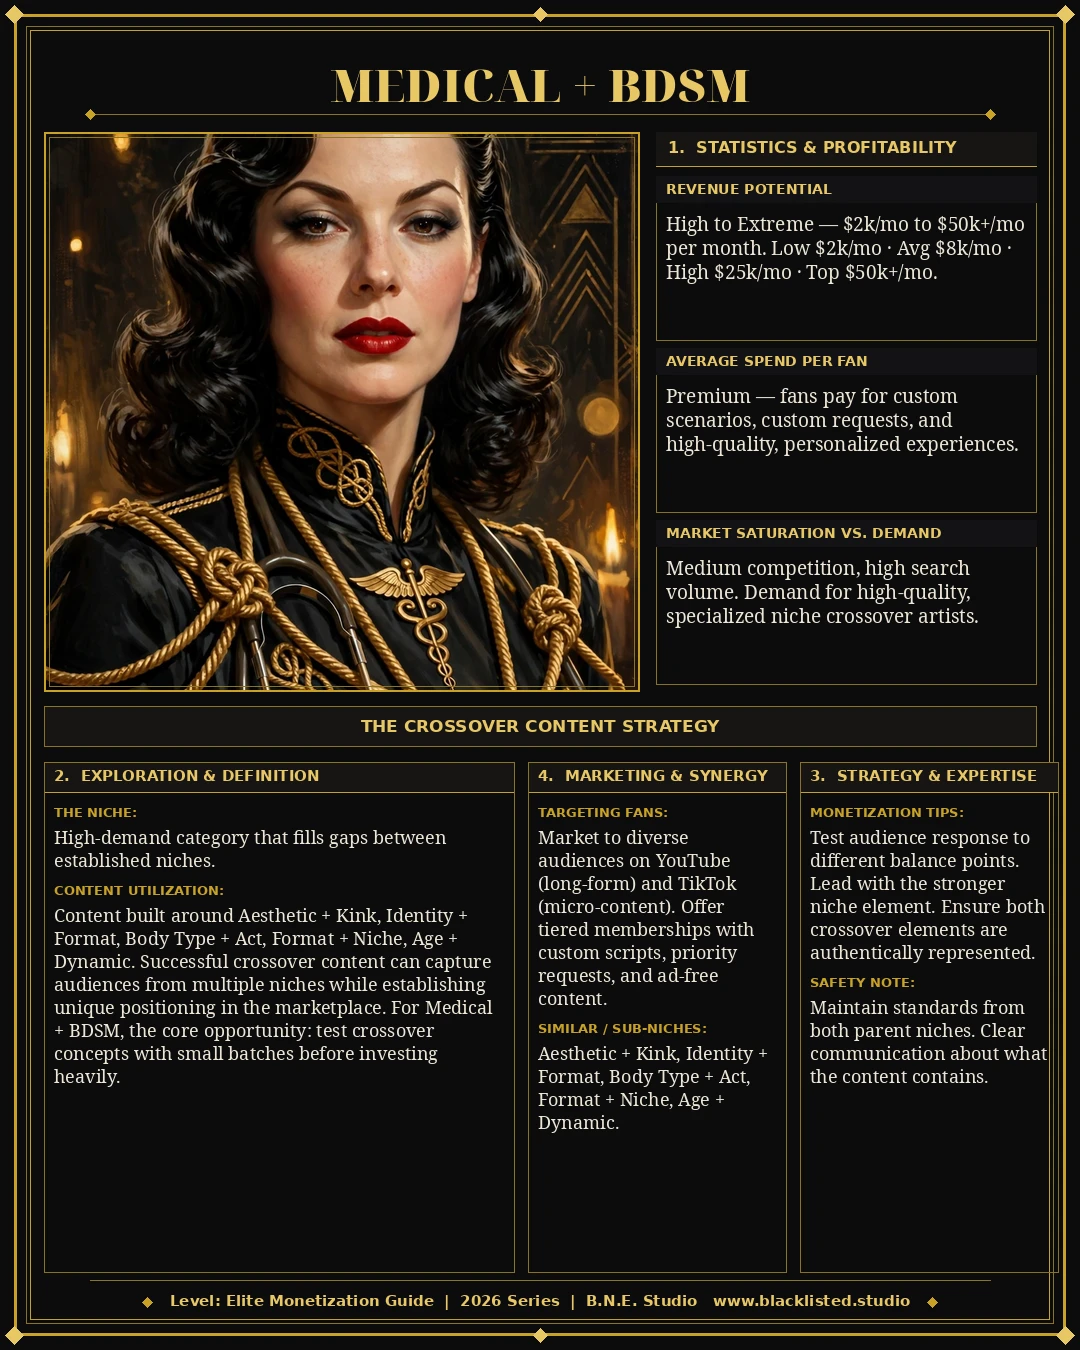 MEDICAL + BDSM
1. STATISTICS & PROFITABILITY
REVENUE POTENTIAL
High to Extreme — $2k/mo to $50k+/mo
per month. Low $2k/mo · Avg $8k/mo ·
High $25k/mo · Top $50k+/mo.
AVERAGE SPEND PER FAN
Premium — fans pay for custom
scenarios, custom requests, and
high-quality, personalized experiences.
MARKET SATURATION VS. DEMAND
Medium competition, high search
volume. Demand for high-quality,
specialized niche crossover artists.
THE CROSSOVER CONTENT STRATEGY
2. EXPLORATION & DEFINITION
THE NICHE:
High-demand category that fills gaps between
established niches.
CONTENT UTILIZATION:
Content built around Aesthetic + Kink, Identity +
Format, Body Type + Act, Format + Niche, Age +
Dynamic. Successful crossover content can capture
audiences from multiple niches while establishing
unique positioning in the marketplace. For Medical
+ BDSM, the core opportunity: test crossover
concepts with small batches before investing
heavily.
4. MARKETING & SYNERGY
TARGETING FANS:
Market to diverse
audiences on YouTube
(long-form) and TikTok
(micro-content). Offer
tiered memberships with
custom scripts, priority
requests, and ad-free
content.
SIMILAR / SUB-NICHES:
Aesthetic + Kink, Identity +
Format, Body Type + Act,
Format + Niche, Age +
Dynamic.
3. STRATEGY & EXPERTISE
MONETIZATION TIPS:
Test audience response to
different balance points.
Lead with the stronger
niche element. Ensure both
crossover elements are
authentically represented.
SAFETY NOTE:
Maintain standards from
both parent niches. Clear
communication about what
the content contains.
Level: Elite Monetization Guide | 2026 Series | B.N.E. Studio www.blacklisted.studio